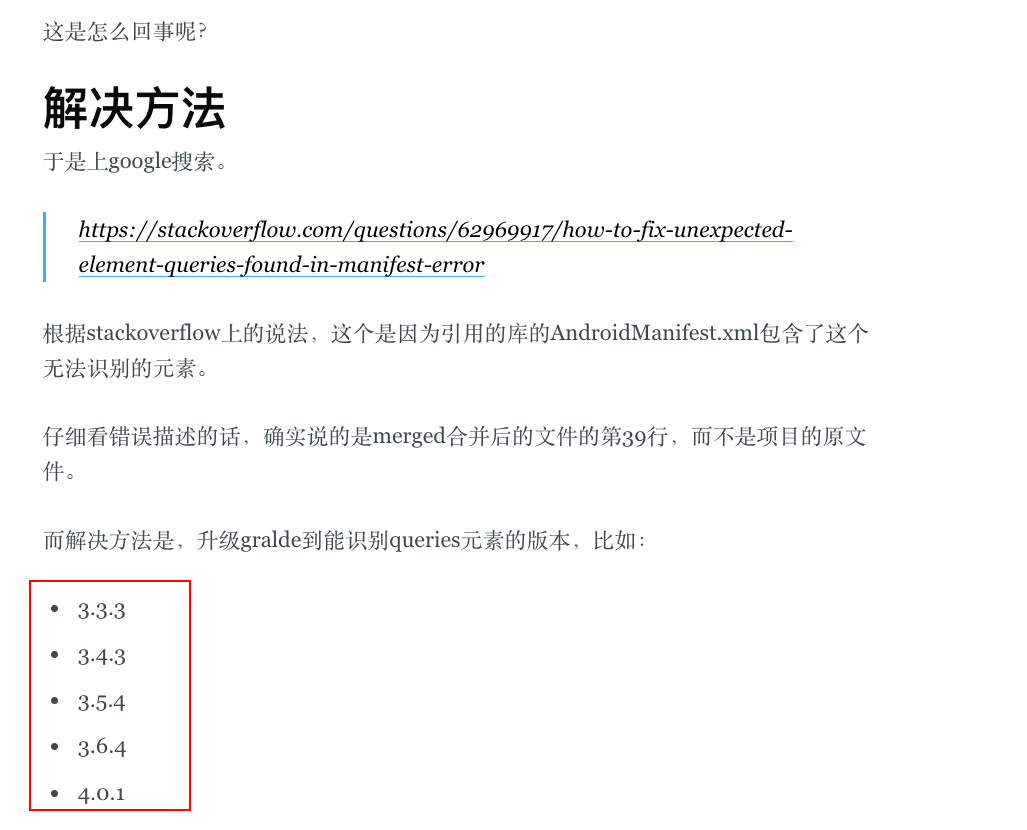 这是怎么回事呢?
解决方法
于是上google搜索。
https://stackoverflow.com/questions/62969917/how-to-fix-unexpected-
element-queries-found-in-manifest-error
根据stackoverflow上的说法，这个是因为引用的库的AndroidManifest.xml包含了这个
无法识别的元素。
仔细看错误描述的话，确实说的是merged合并后的文件的第39行，而不是项目的原文
件。
而解决方法是，升级gralde到能识别queries元素的版本，比如：
• 3.3.3
• 3.4.3
• 3.5.4
• 3.6.4
• 4.0.1